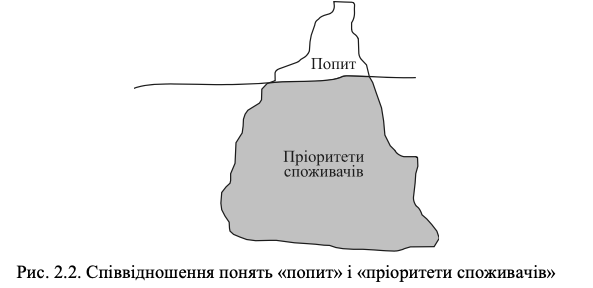 Попит
Пріоритети
споживачів
Рис. 2.2. Співвідношення понять «попит» і «пріоритети споживачів»